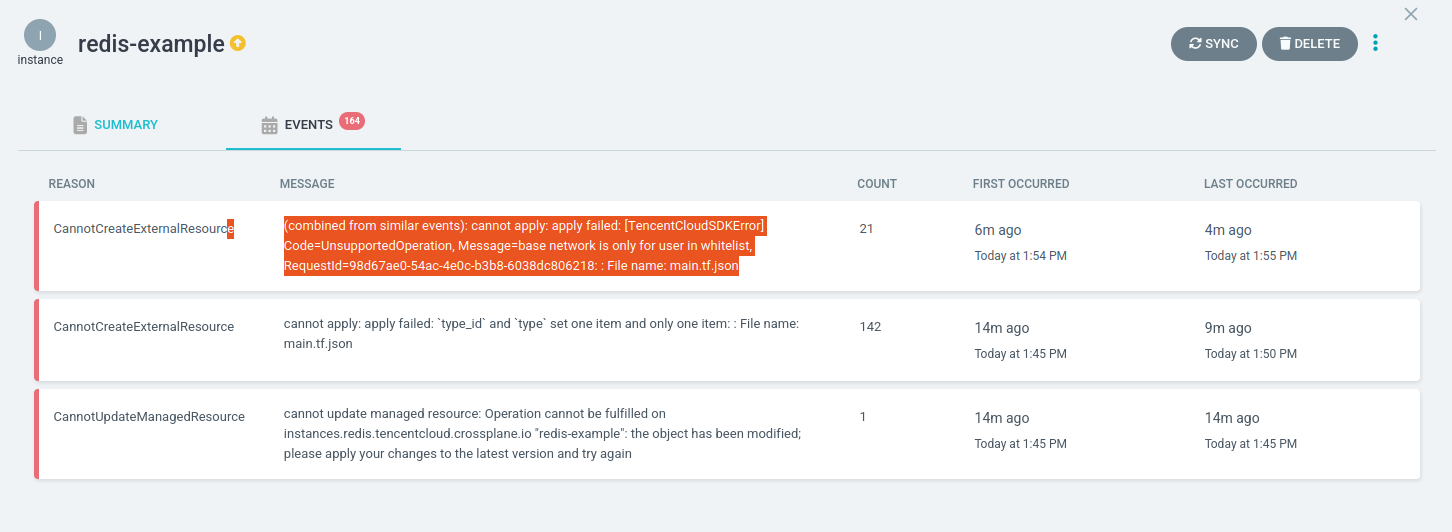 I
instance
redis-example
SYNC
DELETE
SUMMARY
EVENTS
164
REASON
MESSAGE
COUNT
FIRST OCCURRED
LAST OCCURRED
CannotCreateExternalResource
(combined from similar events): cannot apply: apply failed: [TencentCloudSDKError]
Code=UnsupportedOperation, Message=base network is only for user in whitelist,
RequestId=98d67ae0-54ac-4e0c-b3b8-6038dc806218: : File name: main.tf.json
21
6m ago
Today at 1:54 PM
4m ago
Today at 1:55 PM
CannotCreateExternalResource
cannot apply: apply failed: `type_id` and `type` set one item and only one item: : File name:
main.tf.json
142
14m ago
Today at 1:45 PM
9m ago
Today at 1:50 PM
CannotUpdateManagedResource
cannot update managed resource: Operation cannot be fulfilled on
instances.redis.tencentcloud.crossplane.io "redis-example": the object has been modified;
please apply your changes to the latest version and try again
1
14m ago
Today at 1:45 PM
14m ago
Today at 1:45 PM